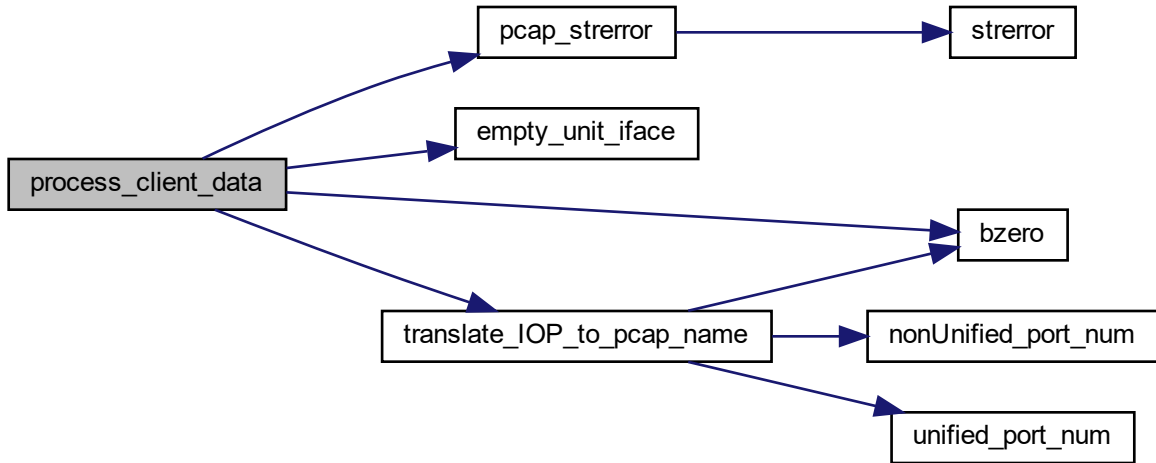 pcap_strerror
strerror
empty_unit_iface
process_client_data
bzero
translate_IOP_to_pcap_name
nonUnified_port_num
unified_port_num